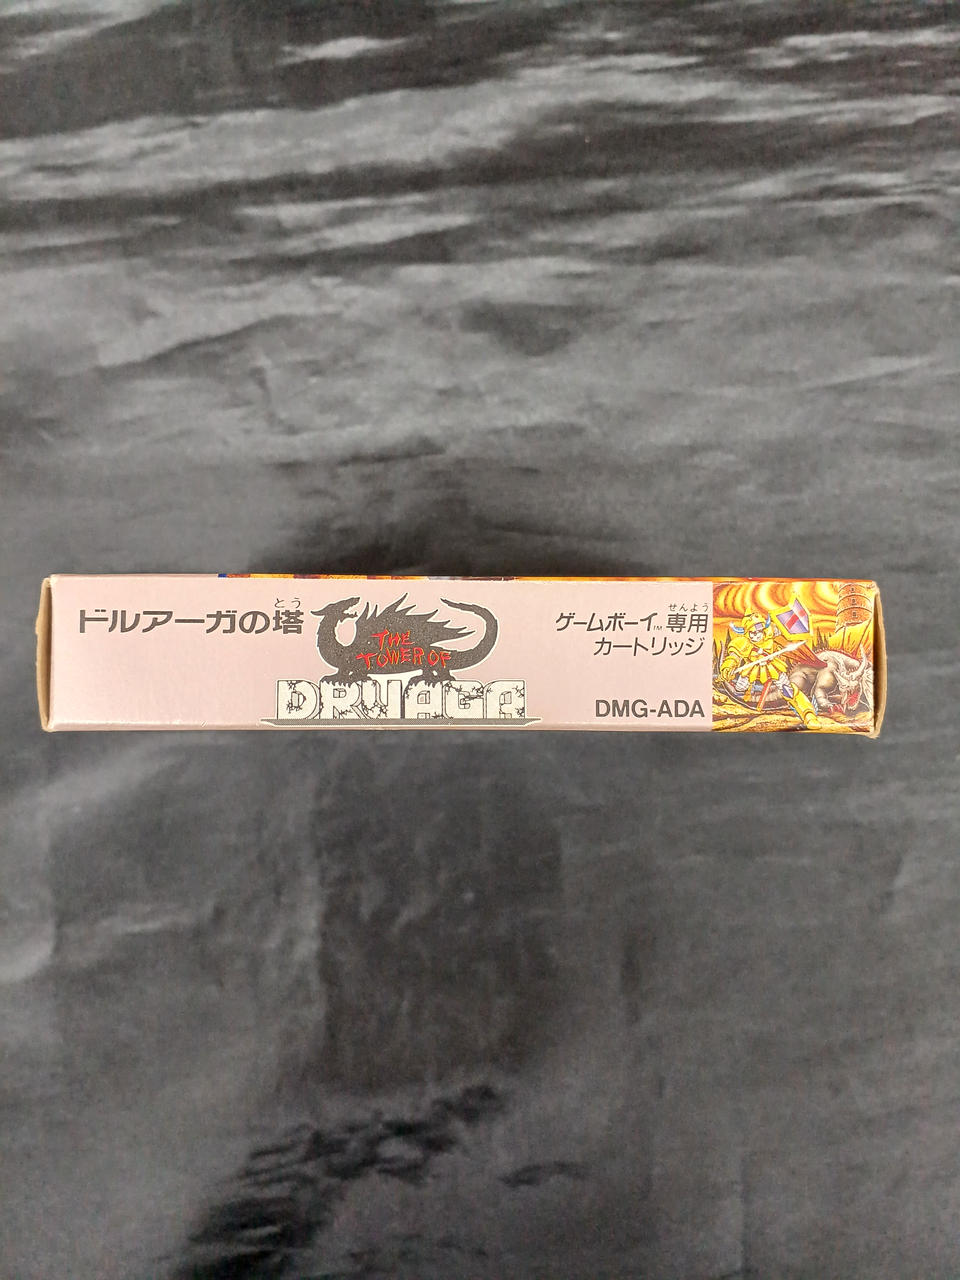 とう
ドルアーガの塔
THE
TOWER OF
DRUAGA
せんよう
ゲームボーイ™専用
カートリッジ
DMG-ADA